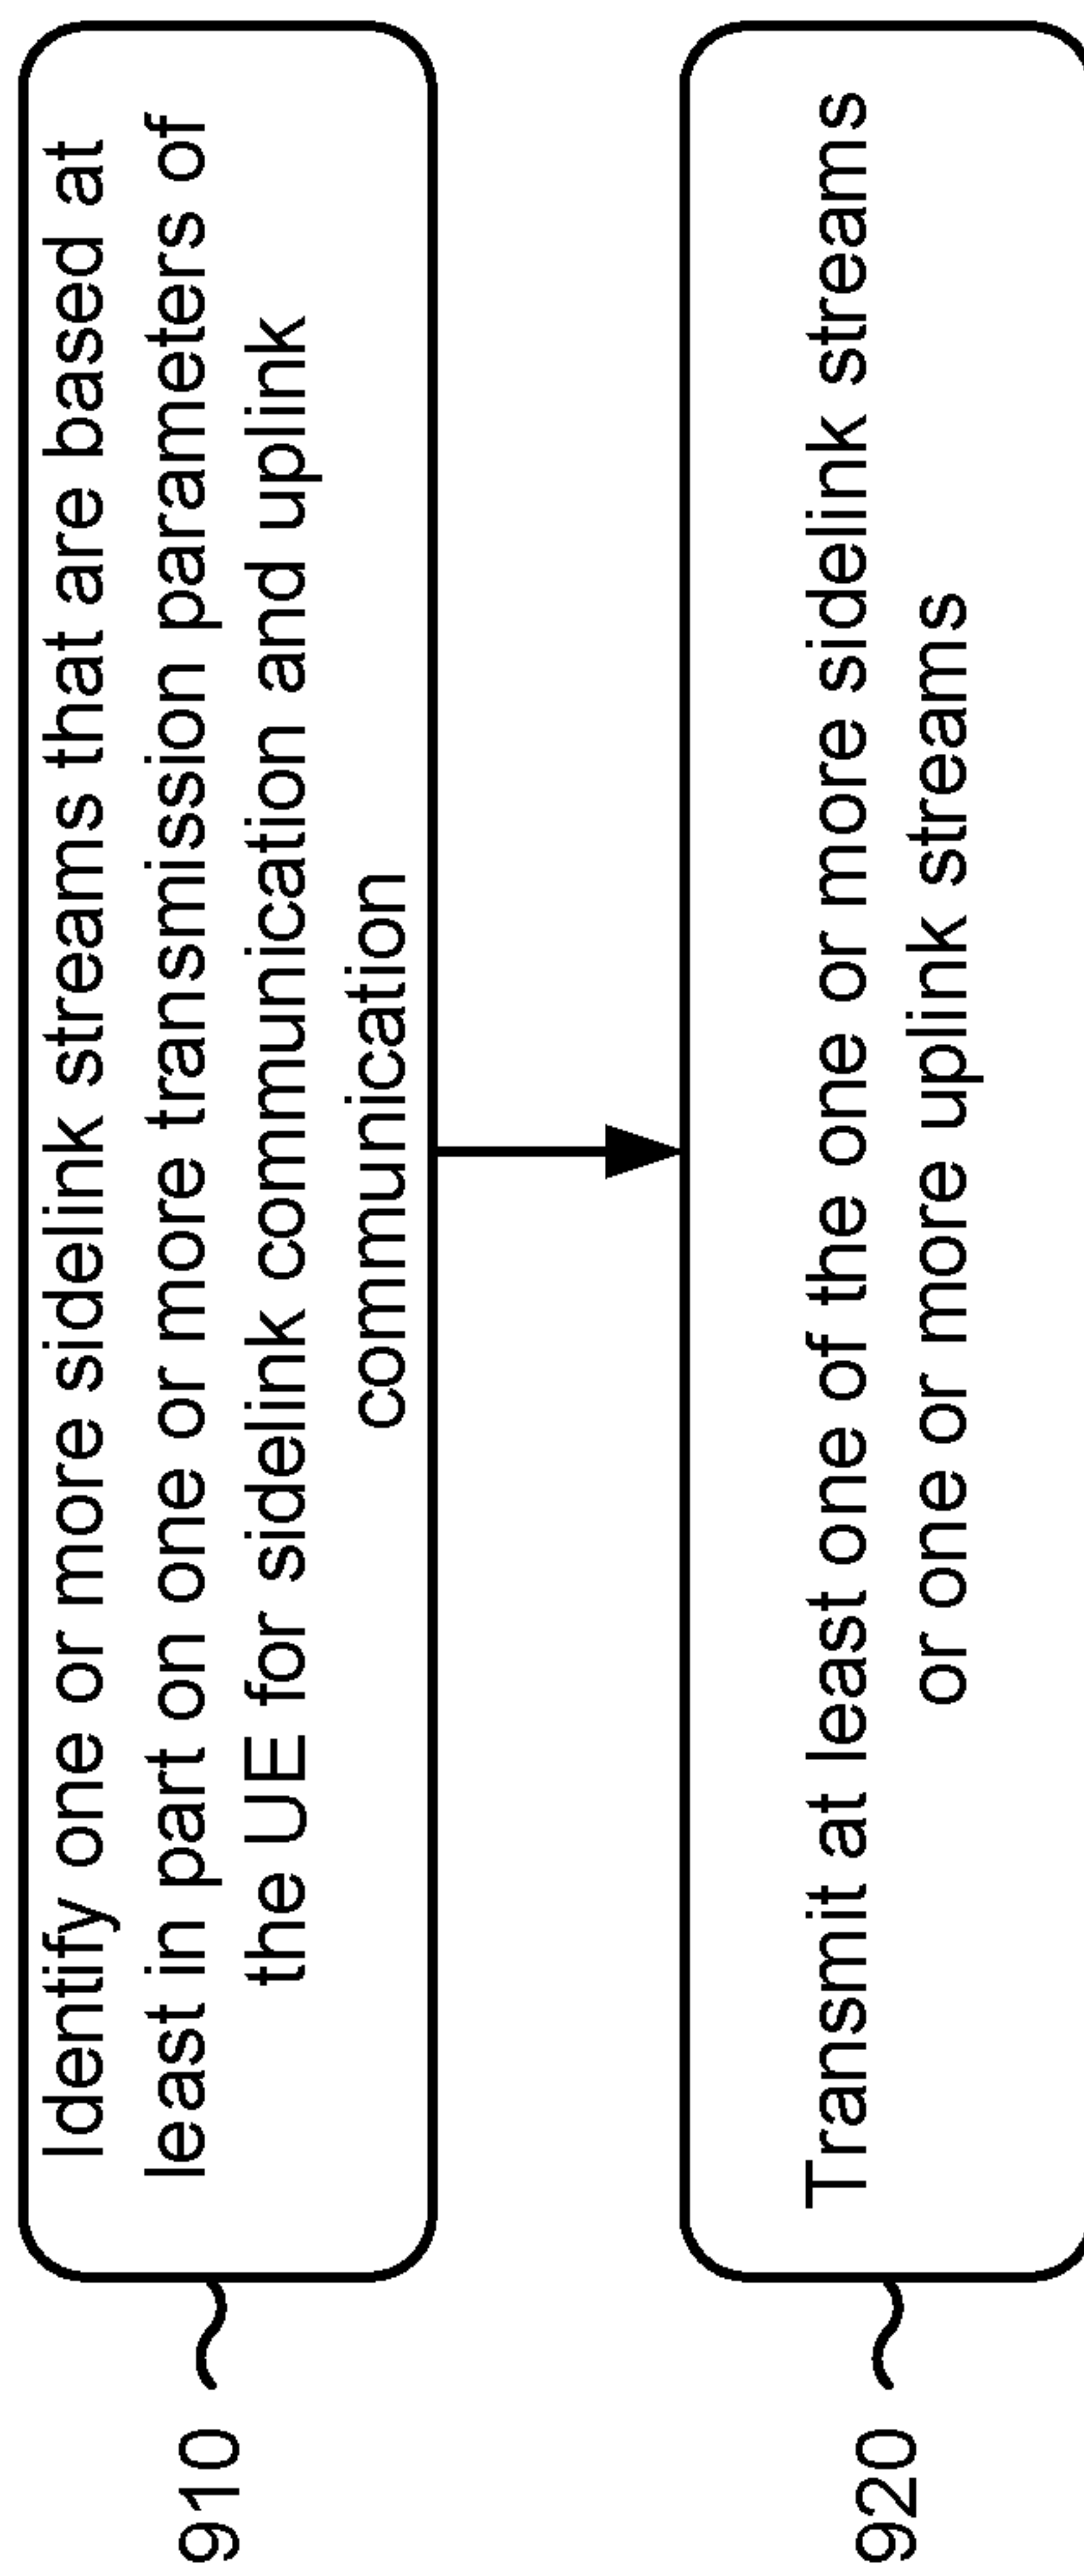 910
Identify one or more sidelink streams that are based at
least in part on one or more transmission parameters of
the UE for sidelink communication and uplink
communication
920
Transmit at least one of the one or more sidelink streams
or one or more uplink streams